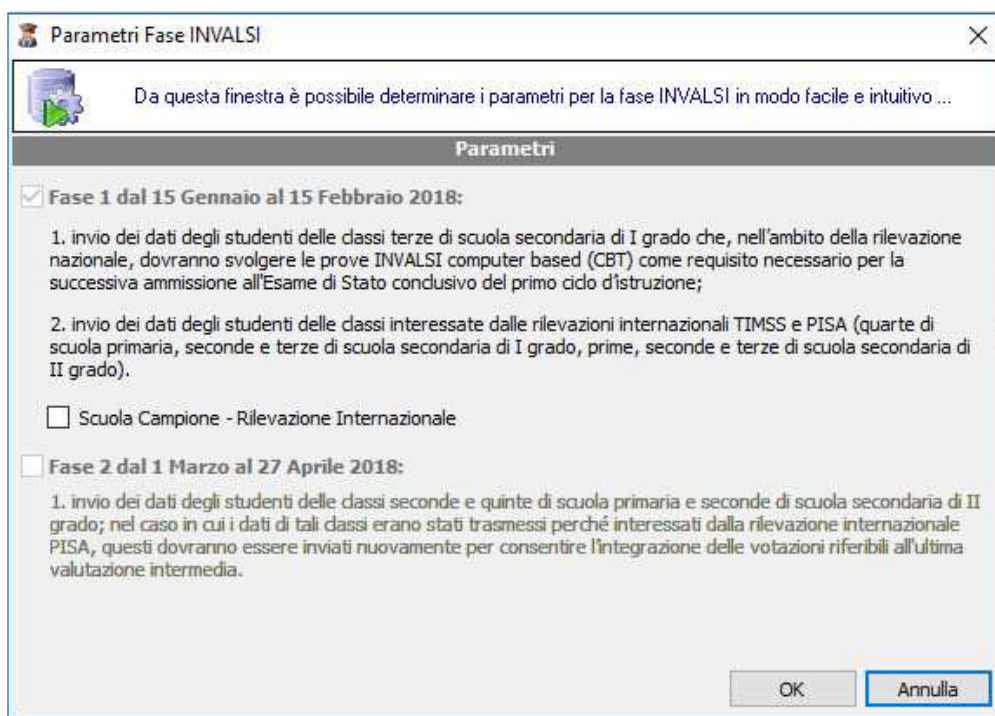 Parametri Fase INVALSI
Da questa finestra è possibile determinare i parametri per la fase INVALSI in modo facile e intuitivo ...
Parametri
Fase 1 dal 15 Gennaio al 15 Febbraio 2018:
1. invio dei dati degli studenti delle classi terze di scuola secondaria di I grado che, nell'ambito della rilevazione
nazionale, dovranno svolgere le prove INVALSI computer based (CBT) come requisito necessario per la
successiva ammissione all'Esame di Stato conclusivo del primo ciclo d'istruzione;
2. invio dei dati degli studenti delle classi interessate dalle rilevazioni internazionali TIMSS e PISA (quarte di
scuola primaria, seconde e terze di scuola secondaria di I grado, prime, seconde e terze di scuola secondaria di
II grado).
Scuola Campione - Rilevazione Internazionale
Fase 2 dal 1 Marzo al 27 Aprile 2018:
1. invio dei dati degli studenti delle classi seconde e quinte di scuola primaria e seconde di scuola secondaria di II
grado; nel caso in cui i dati di tali classi erano stati trasmessi perché interessati dalla rilevazione internazionale
PISA, questi dovranno essere inviati nuovamente per consentire l'integrazione delle votazioni riferibili all'ultima
valutazione intermedia.
OK
Annulla